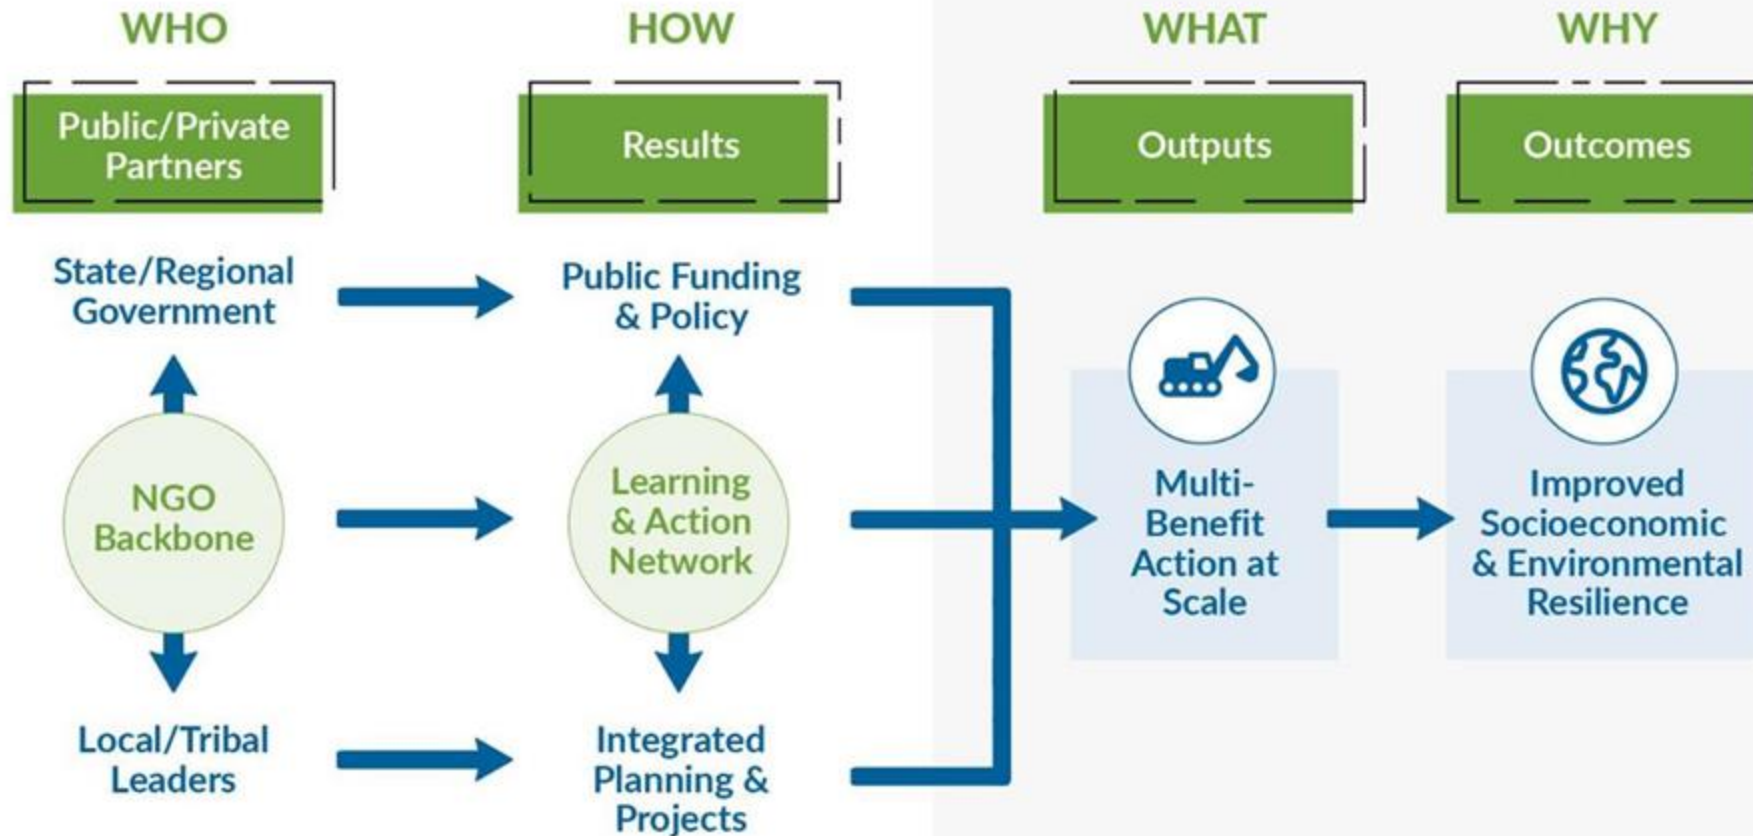 WHO
HOW
WHAT
WHY
Public/Private
Partners
Results
Outputs
Outcomes
State/Regional
Government
Public Funding
& Policy
NGO
Backbone
Learning
& Action
Network
Multi-
Benefit
Action at
Scale
Improved
Socioeconomic
& Environmental
Resilience
Local/Tribal
Leaders
Integrated
Planning &
Projects